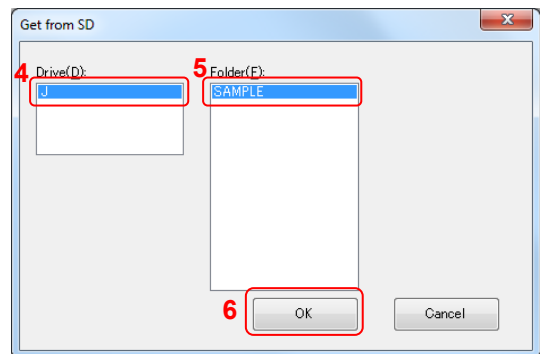 Get from SD
4 Drive(D):
J
5 Folder(F):
SAMPLE
6 OK
Cancel